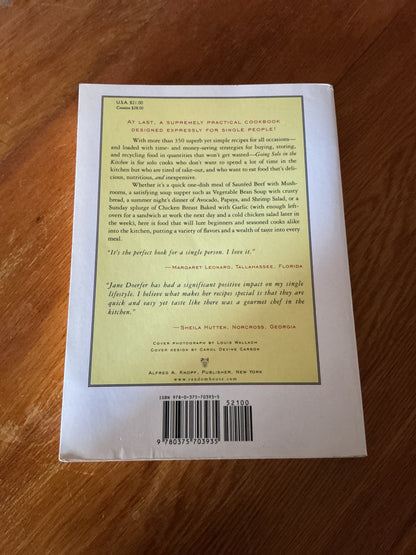 U.S.A. $21.00
Canada $28.00
At last, a supremely practical cookbook
designed expressly for single people!
With more than 350 superb yet simple recipes for all occasions—
and loaded with time- and money-saving strategies for buying, storing,
and recycling food in quantities that won't get wasted—Going Solo in the
Kitchen is for solo cooks who don't want to spend a lot of time in the
kitchen but who are tired of take-out, and who want to eat food that's deli-
cious, nutritious, and inexpensive.
Whether it's a quick one-dish meal of Sautéed Beef with Mush-
rooms, a satisfying soup supper such as Vegetable Bean Soup with crusty
bread, a summer night's dinner of Avocado, Papaya, and Shrimp Salad, or a
Sunday splurge of Chicken Breast Baked with Garlic (with enough left-
overs for a sandwich at work the next day and a cold chicken salad later in the
week), here is food that will lure beginners and seasoned cooks alike
into the kitchen, putting a variety of flavors and a wealth of taste into every
meal.
"It's the perfect book for a single person. I love it."
—Margaret Leonard, Tallahassee, Florida
"Jane Doerfer has had a significant positive impact on my single
lifestyle. I believe what makes her recipes special is that they are
quick and easy yet taste like there was a gourmet chef in the
kitchen."
—Sheila Hutten, Norcross, Georgia
Cover photograph by Louis Wallach
Cover design by Carol Devine Carson
Alfred A. Knopf, Publisher, New York
www.randomhouse.com
ISBN 978-0-375-70393-5
52100
9 780375 703935